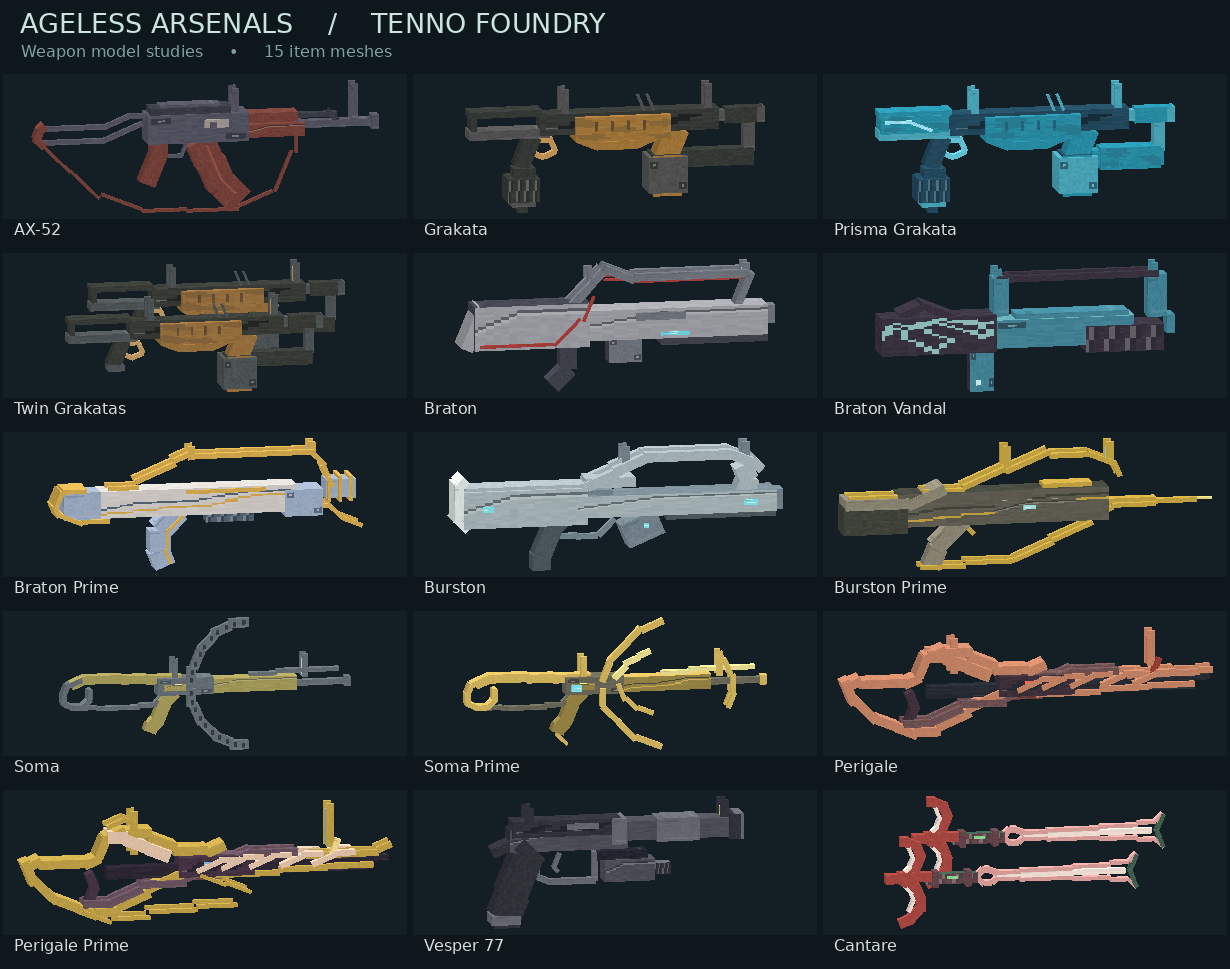 AGELESS ARSENALS / TENNO FOUNDRY
Weapon model studies • 15 item meshes
AX-52
Grakata
Prisma Grakata
Twin Grakatas
Braton
Braton Vandal
Braton Prime
Burston
Burston Prime
Soma
Soma Prime
Perigale
Perigale Prime
Vesper 77
Cantare